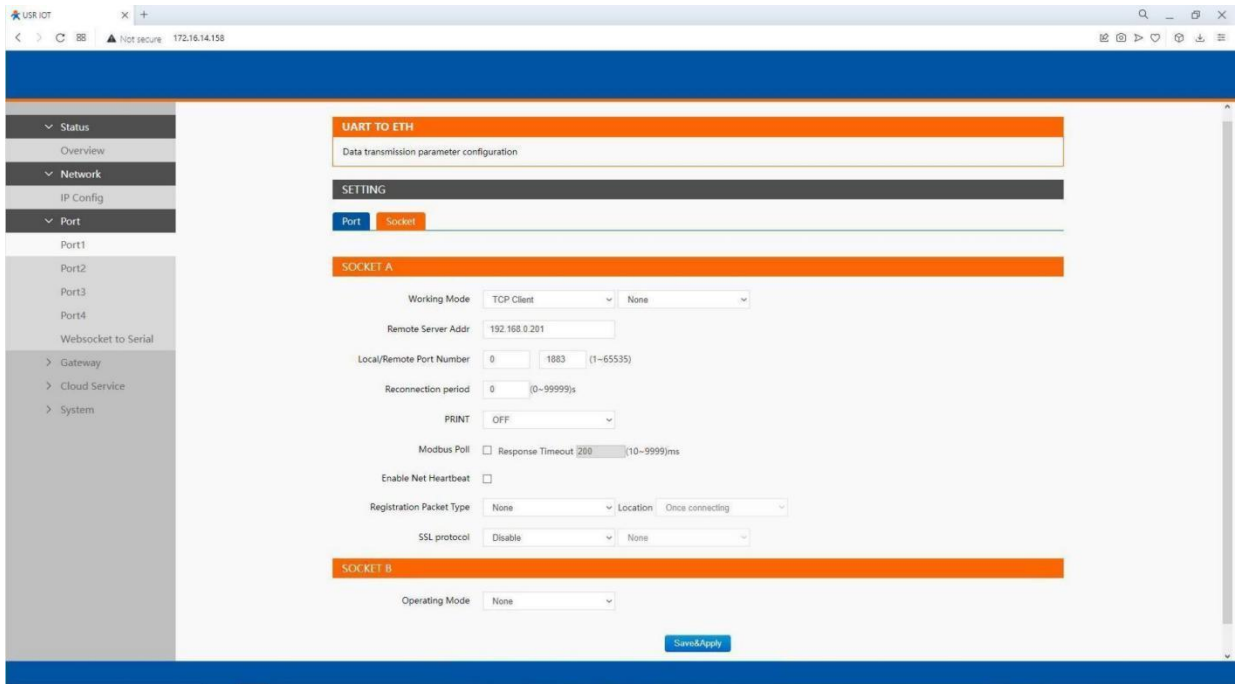 USR IOT
Not secure 172.16.14.158
Status
Overview
Network
IP Config
Port
Port1
Port2
Port3
Port4
Websocket to Serial
Gateway
Cloud Service
System
UART TO ETH
Data transmission parameter configuration
SETTING
Port Socket
SOCKET A
Working Mode TCP Client None
Remote Server Addr 192.168.0.201
Local/Remote Port Number 0 1883 (1~65535)
Reconnection period 0 (0~99999)s
PRINT OFF
Modbus Poll Response Timeout 200 (10~9999)ms
Enable Net Heartbeat
Registration Packet Type None Location Once connecting
SSL protocol Disable None
SOCKET B
Operating Mode None
Save&Apply